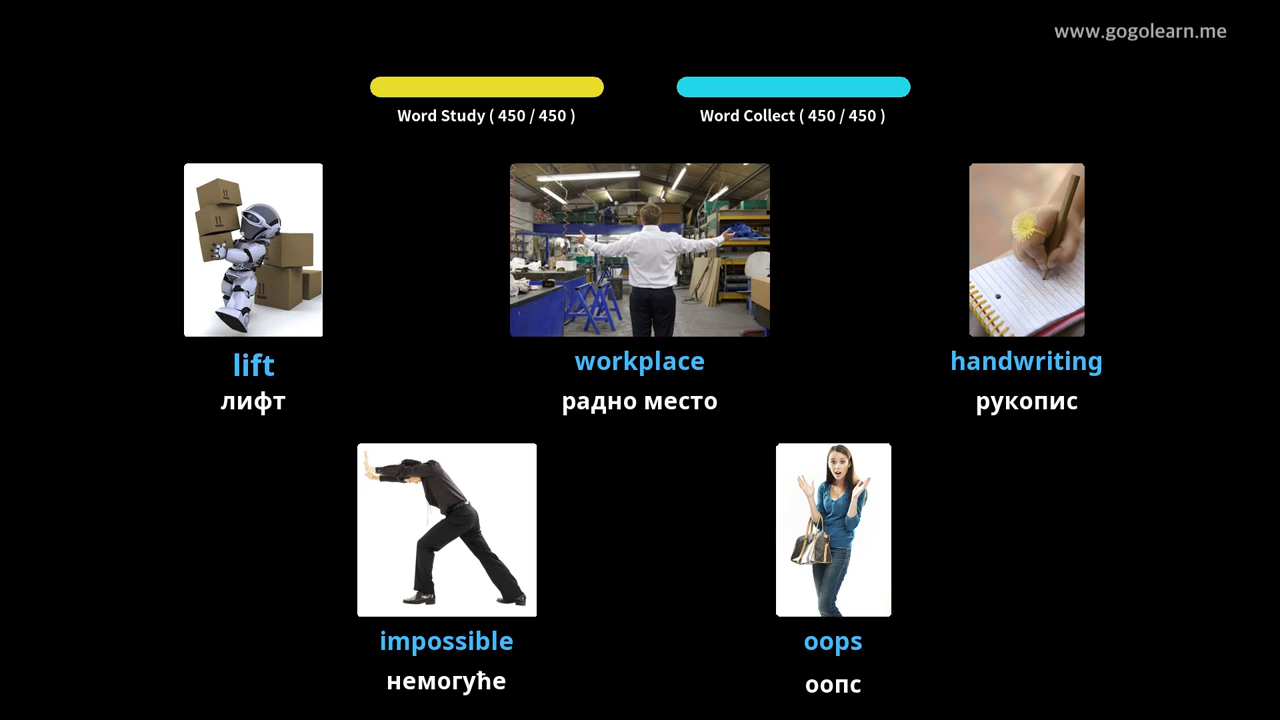 www.gogolearn.me
Word Study ( 450 / 450 )
Word Collect ( 450 / 450 )
lift
лифт
workplace
радно место
handwriting
рукопис
impossible
немогуће
oops
оопс